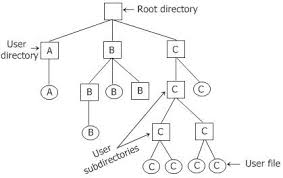 Root directory
User
directory
A B C
A B B B C C
B C C
User
subdirectories
C C C C
User file